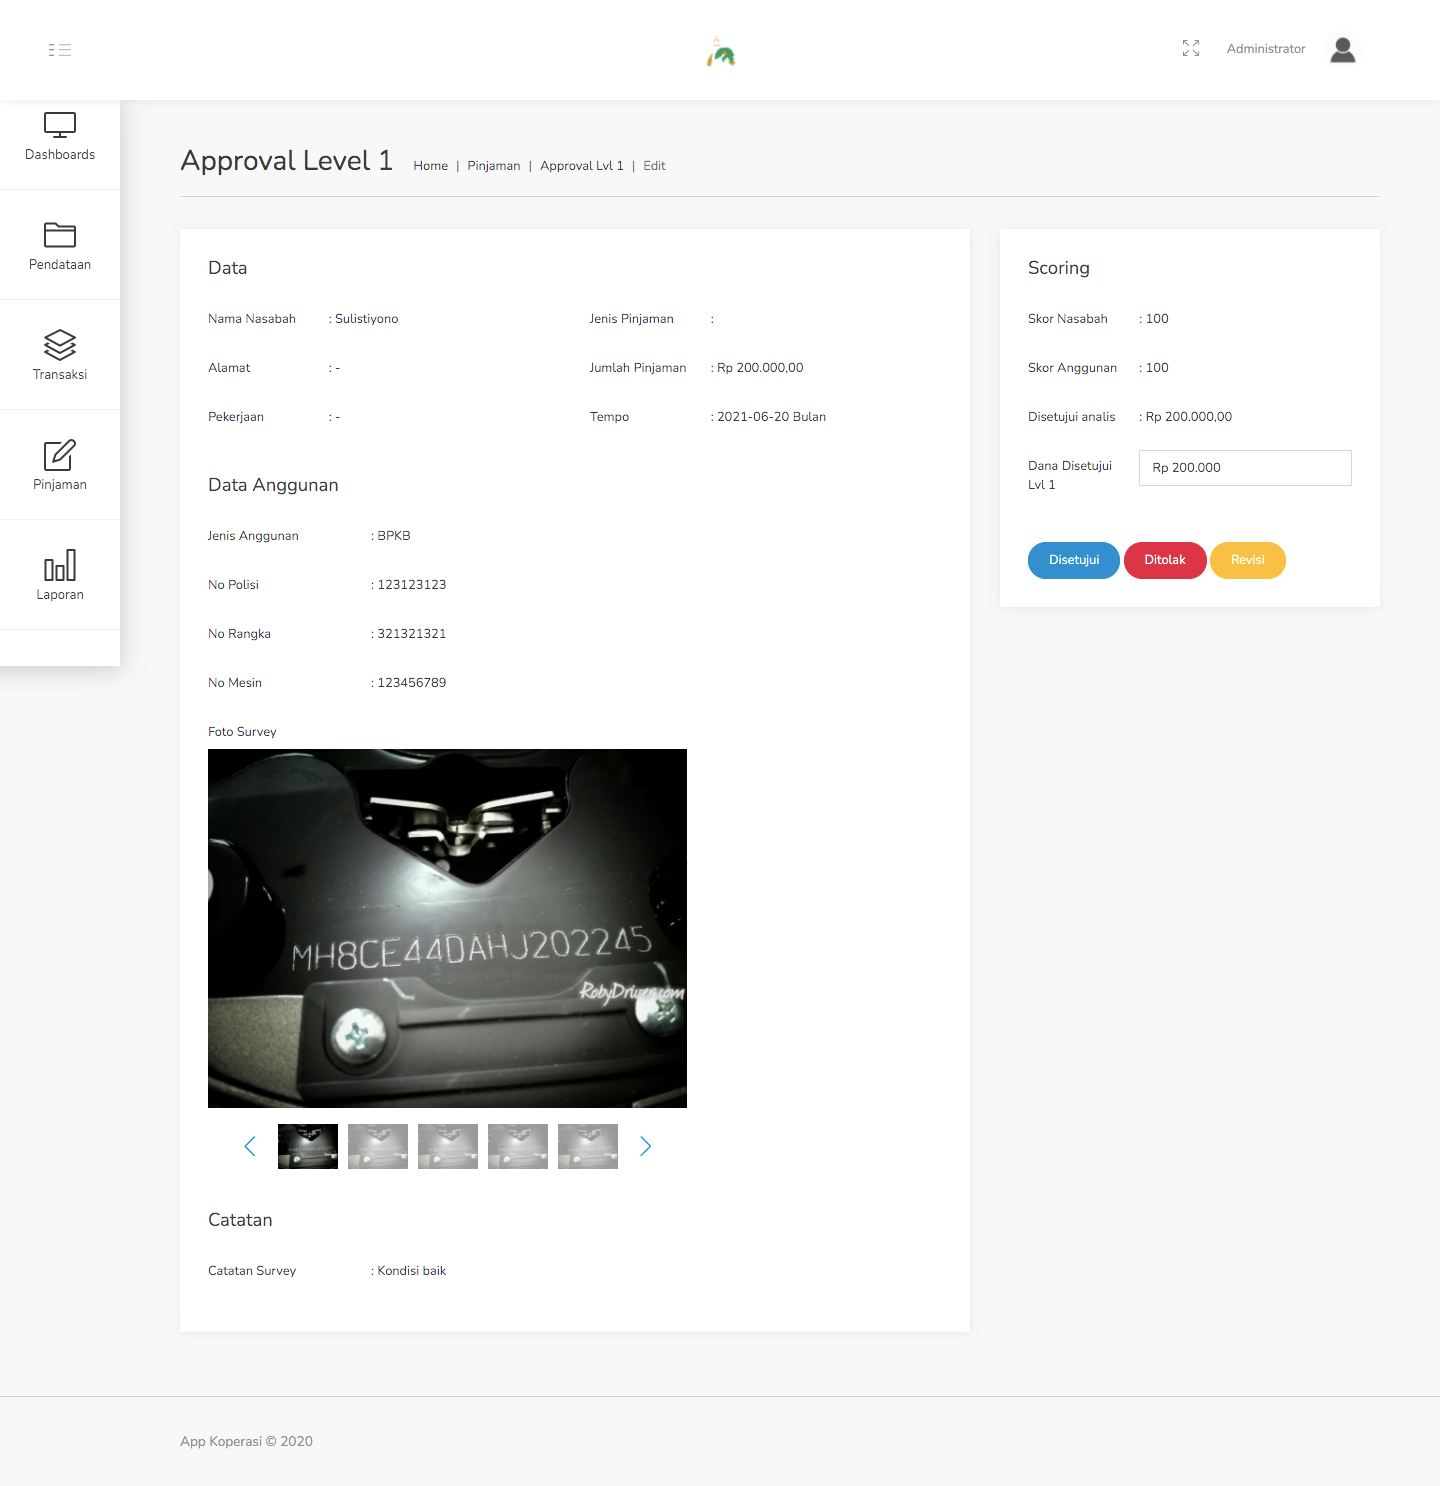 Administrator
Dashboards
Pendataan
Transaksi
Pinjaman
Laporan
Approval Level 1
Home | Pinjaman | Approval Lvl 1 | Edit
Data
Nama Nasabah : Sulistiyono
Jenis Pinjaman :
Alamat : -
Jumlah Pinjaman : Rp 200.000,00
Pekerjaan : -
Tempo : 2021-06-20 Bulan
Data Anggunan
Jenis Anggunan : BPKB
No Polisi : 123123123
No Rangka : 321321321
No Mesin : 123456789
Foto Survey
MH8CE44DAHJ202245
RobyDriver.com
Catatan
Catatan Survey : Kondisi baik
Scoring
Skor Nasabah : 100
Skor Anggunan : 100
Disetujui analis : Rp 200.000,00
Dana Disetujui
Lvl 1
Rp 200.000
Disetujui Ditolak Revisi
App Koperasi © 2020